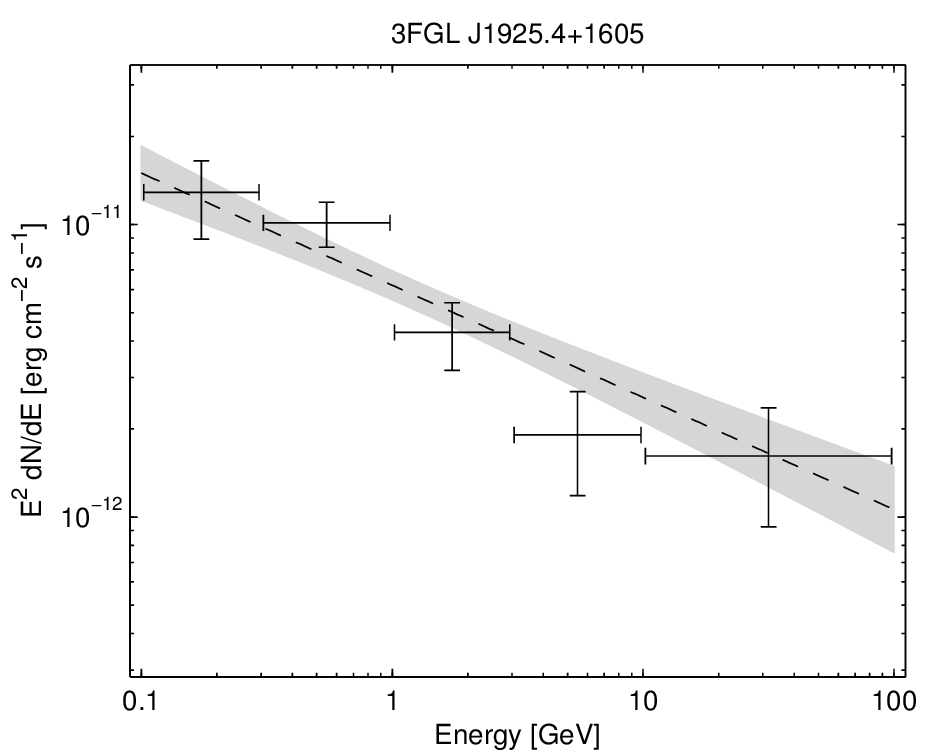 3FGL J1925.4+1605
E² dN/dE [erg cm⁻² s⁻¹]
10⁻¹¹
10⁻¹²
0.1 1 10 100
Energy [GeV]